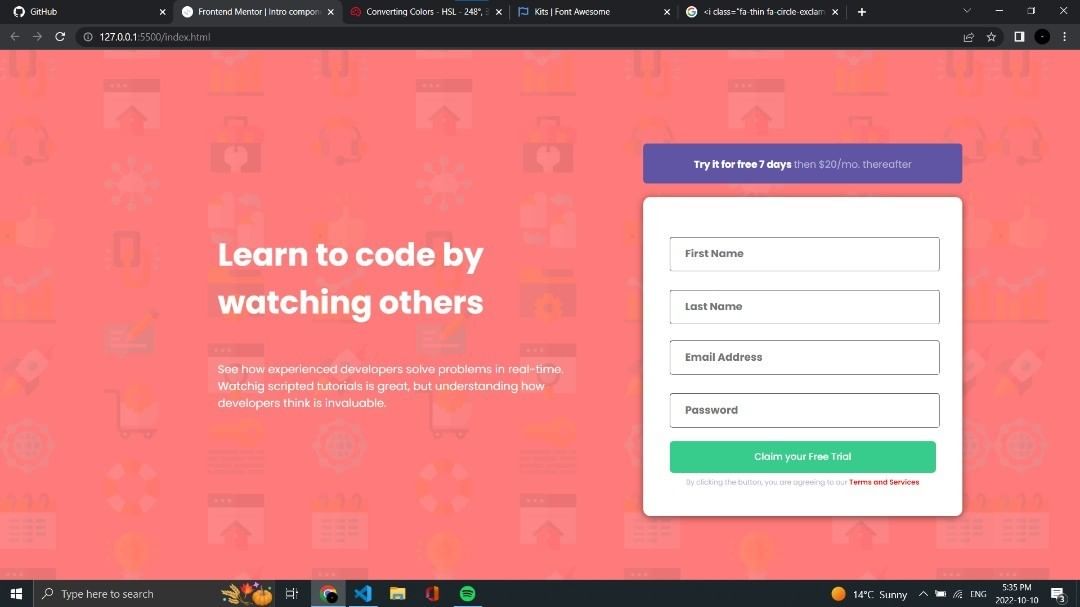 GitHub
Frontend Mentor | Intro compon
Converting Colors - HSL - 248°, 3
Kits | Font Awesome
<i class="fa-thin fa-circle-exclam
127.0.0.1:5500/index.html
Try it for free 7 days then $20/mo. thereafter
Learn to code by
watching others
See how experienced developers solve problems in real-time.
Watchig scripted tutorials is great, but understanding how
developers think is invaluable.
First Name
Last Name
Email Address
Password
Claim your Free Trial
By clicking the button, you are agreeing to our Terms and Services
Type here to search
14°C Sunny
ENG
5:35 PM
2022-10-10
3